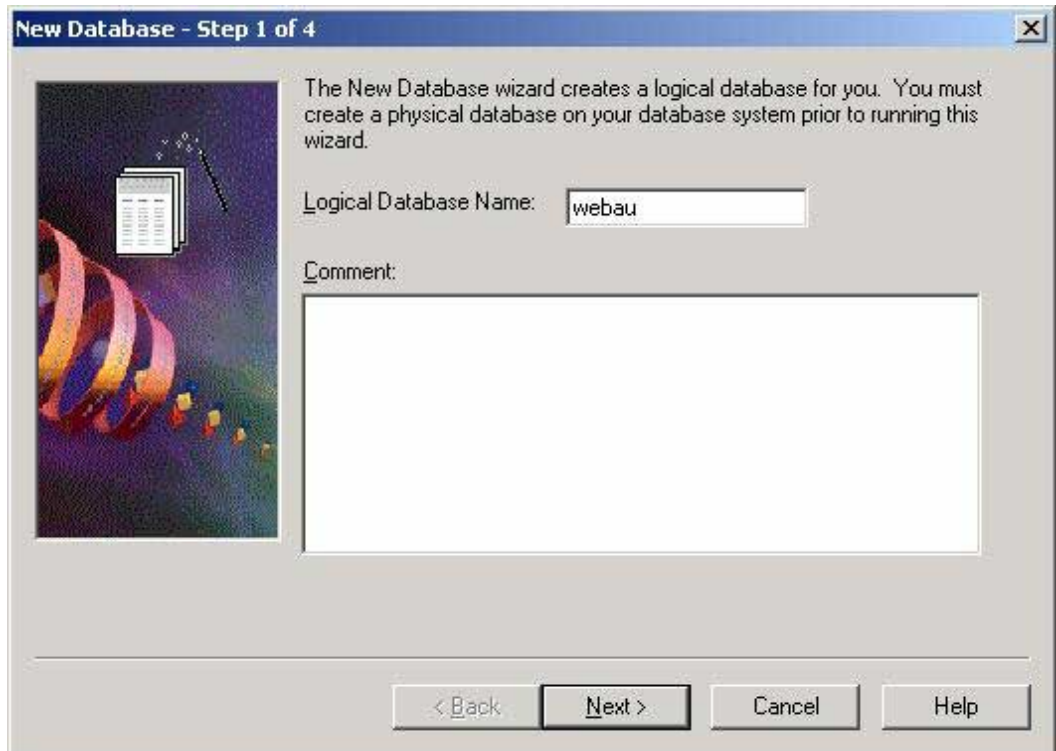 New Database - Step 1 of 4
The New Database wizard creates a logical database for you. You must
create a physical database on your database system prior to running this
wizard.
Logical Database Name: webau
Comment:
< Back Next > Cancel Help